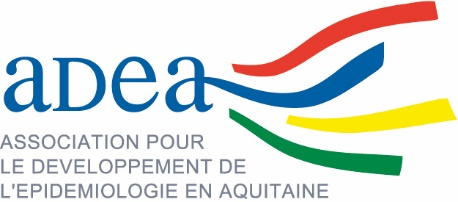 aDea
ASSOCIATION POUR
LE DEVELOPPEMENT DE
L'EPIDEMIOLOGIE EN AQUITAINE